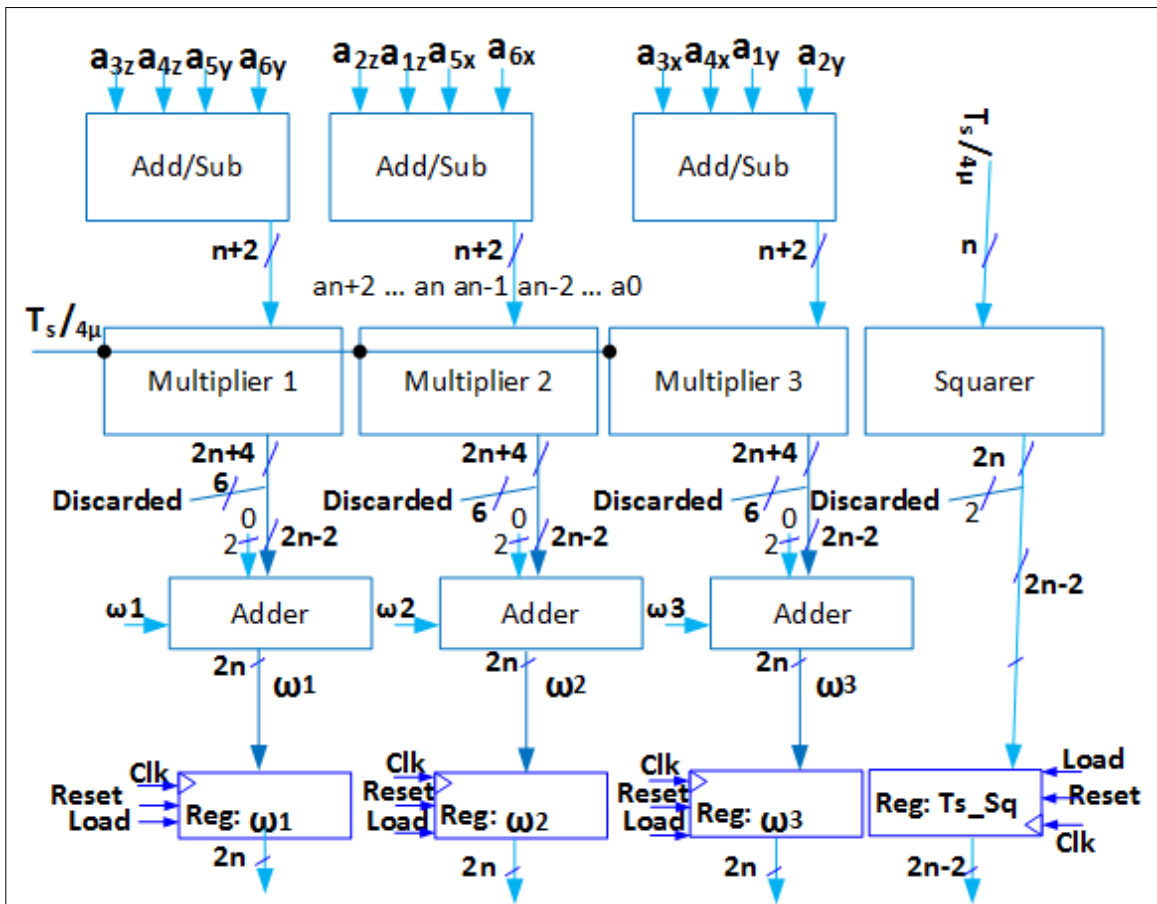 a3z a4z a5y a6y a2z a1z a5x a6x a3x a4x a1y a2y
Ts/4μ
Add/Sub Add/Sub Add/Sub
n+2 n+2 n+2 n
an+2 ... an an-1 an-2 ... a0
Ts/4μ
Multiplier 1 Multiplier 2 Multiplier 3 Squarer
2n+4 2n+4 2n+4 2n
Discarded 6 Discarded 6 Discarded 6 Discarded 2
0 0 0
2 2n-2 2 2n-2 2 2n-2
2n-2
ω1 Adder ω2 Adder ω3 Adder
2n 2n 2n
ω1 ω2 ω3
Clk Clk Clk Load
Reset Reset Reset Reset
Load Load Load Clk
Reg: ω1 Reg: ω2 Reg: ω3 Reg: Ts_Sq
2n 2n 2n 2n-2